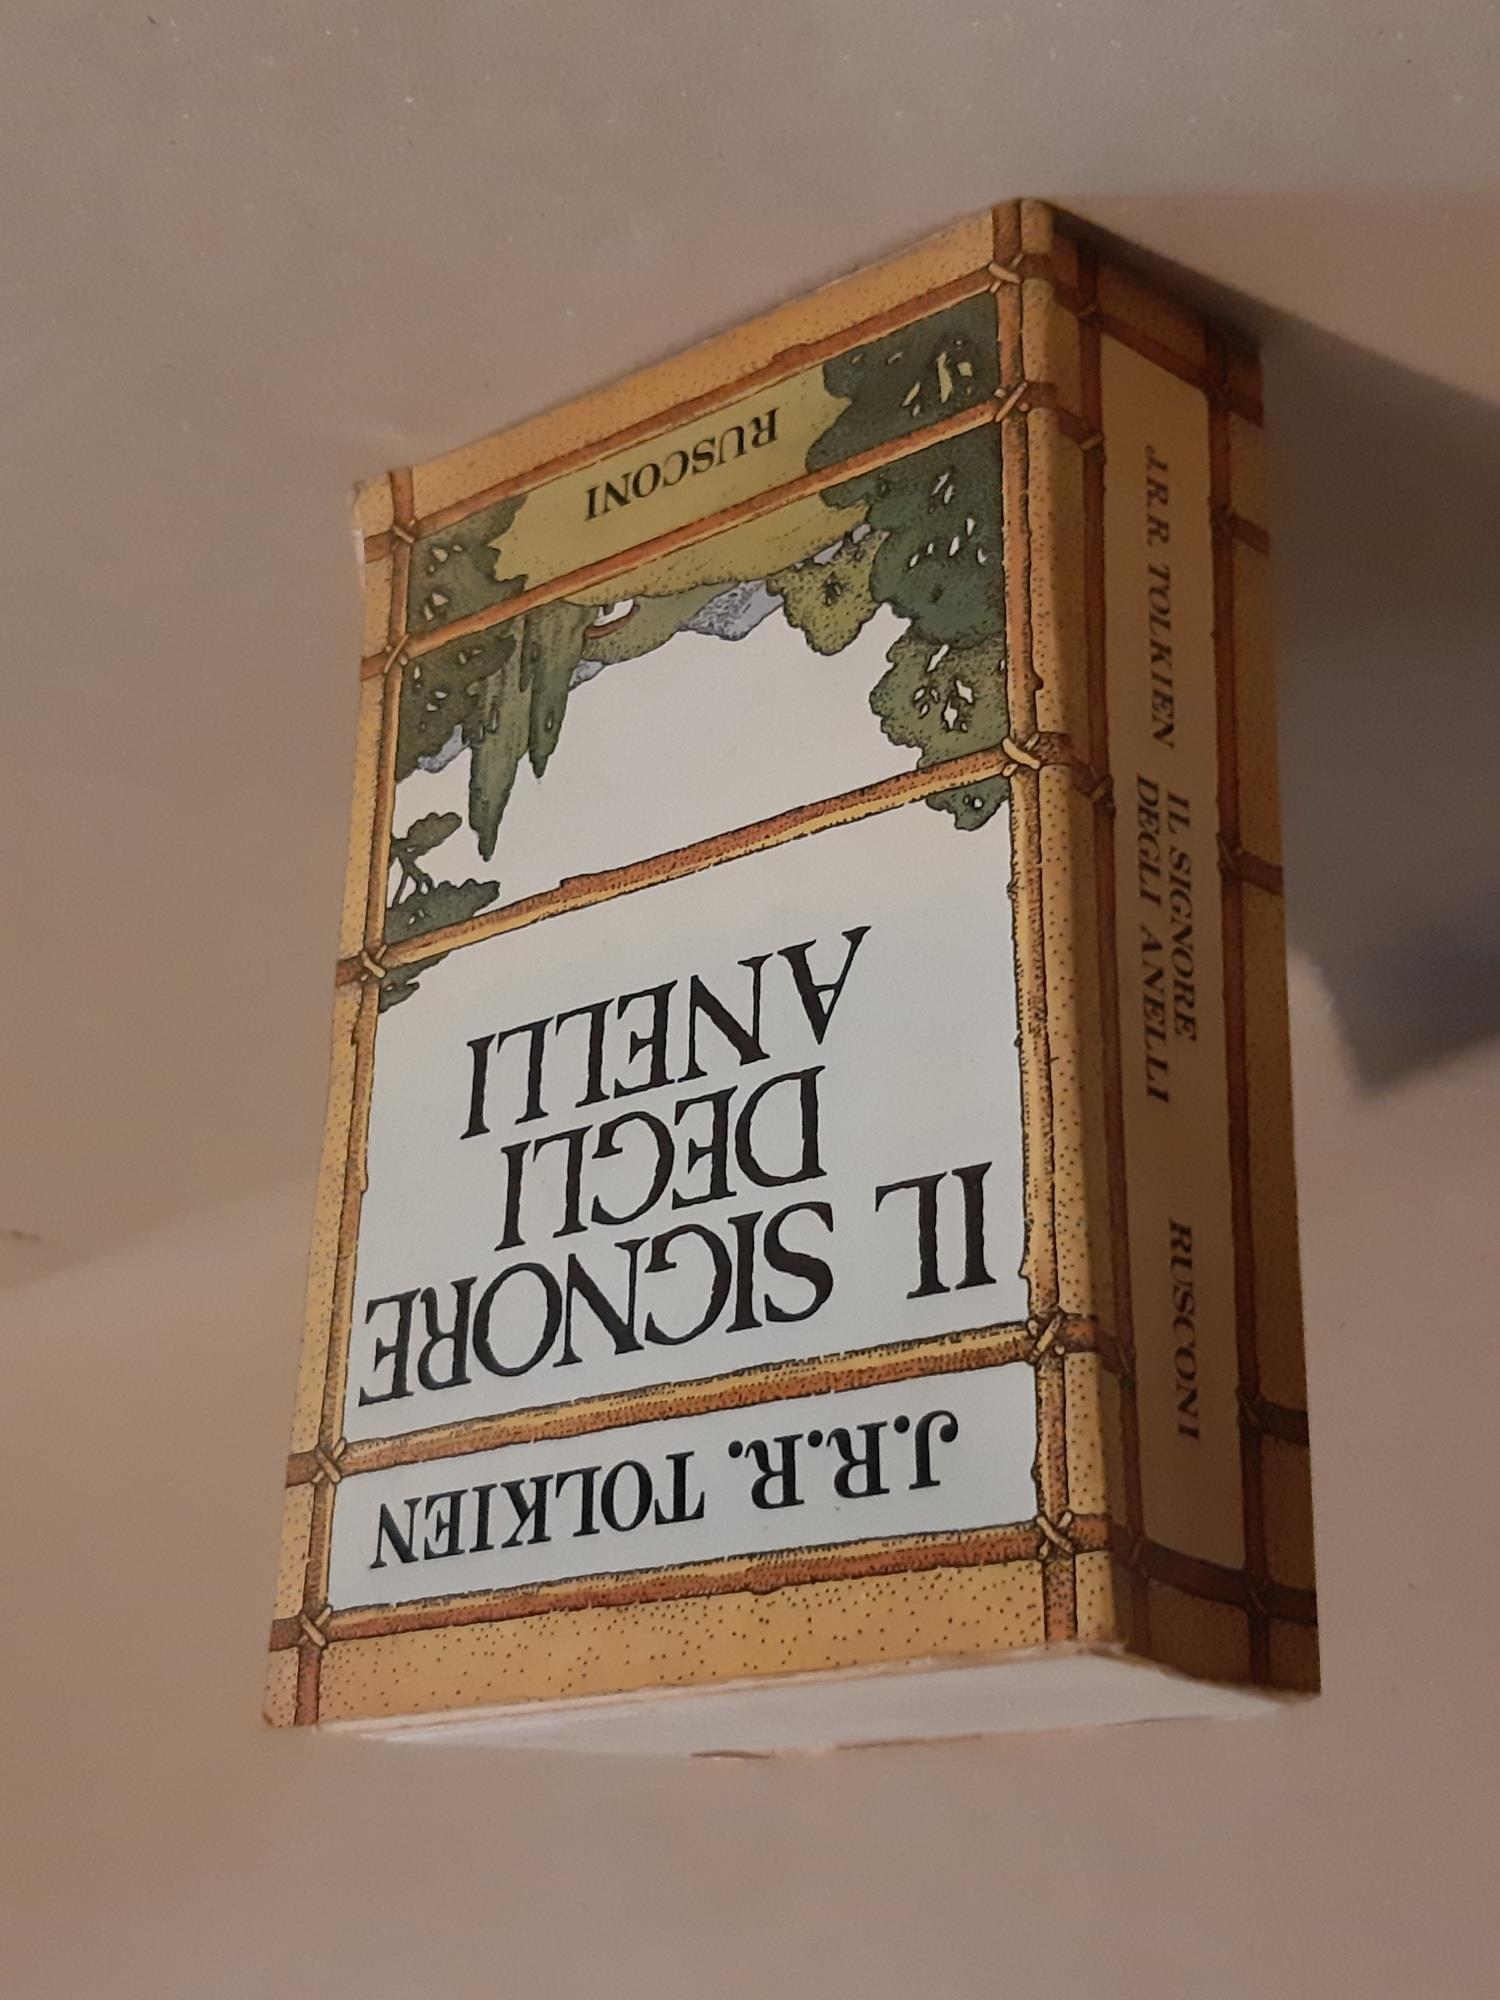 J.R.R. TOLKIEN
IL SIGNORE
DEGLI
ANELLI
RUSCONI
J.R.R. TOLKIEN
IL SIGNORE
DEGLI ANELLI
RUSCONI